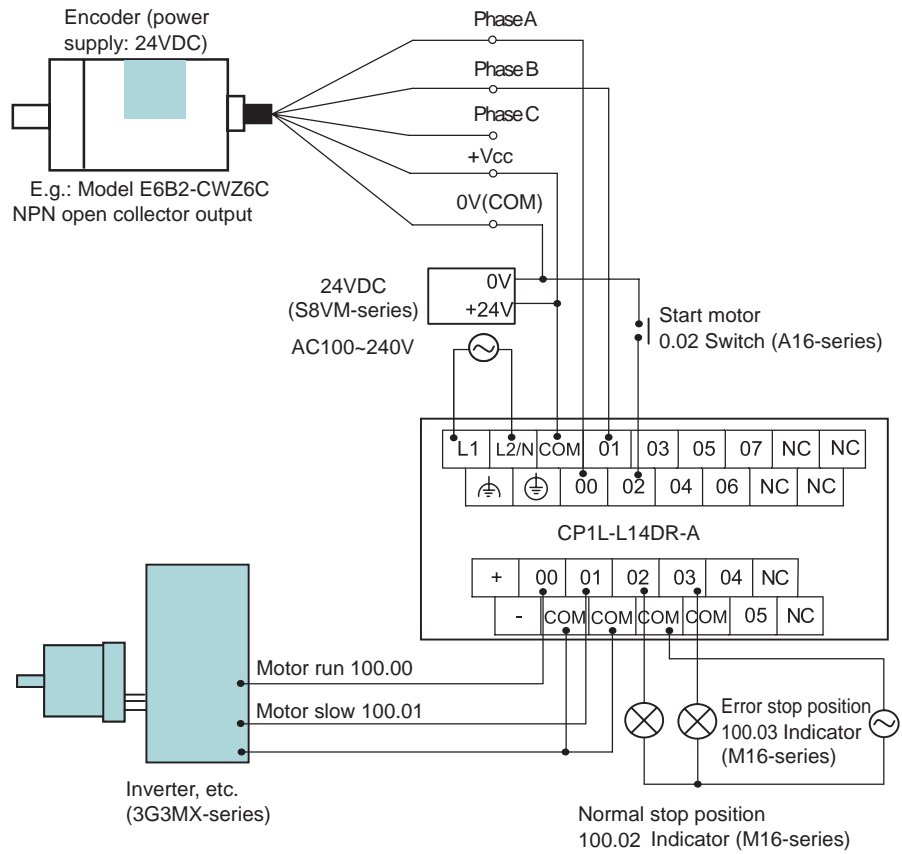 Encoder (power
supply: 24VDC)
E.g.: Model E6B2-CWZ6C
NPN open collector output
Phase A
Phase B
Phase C
+Vcc
0V(COM)
24VDC
(S8VM-series)
0V
+24V
AC100~240V
Start motor
0.02 Switch (A16-series)
L1 L2/N COM 01 03 05 07 NC NC
00 02 04 06 NC NC
CP1L-L14DR-A
+ 00 01 02 03 04 NC
- COM COM COM COM 05 NC
Motor run 100.00
Motor slow 100.01
Inverter, etc.
(3G3MX-series)
Error stop position
100.03 Indicator
(M16-series)
Normal stop position
100.02 Indicator (M16-series)